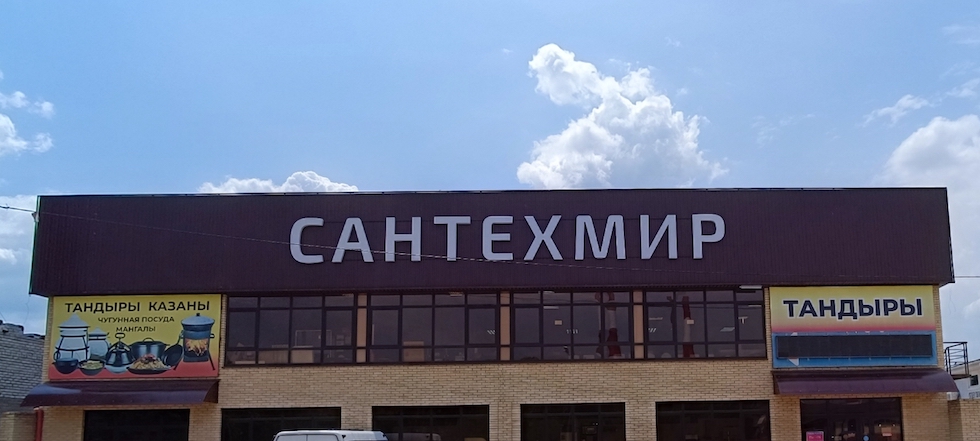 САНТЕХМИР
ТАНДЫРЫ КАЗАНЫ
ЧУГУННАЯ ПОСУДА
МАНГАЛЫ
ТАНДЫРЫ